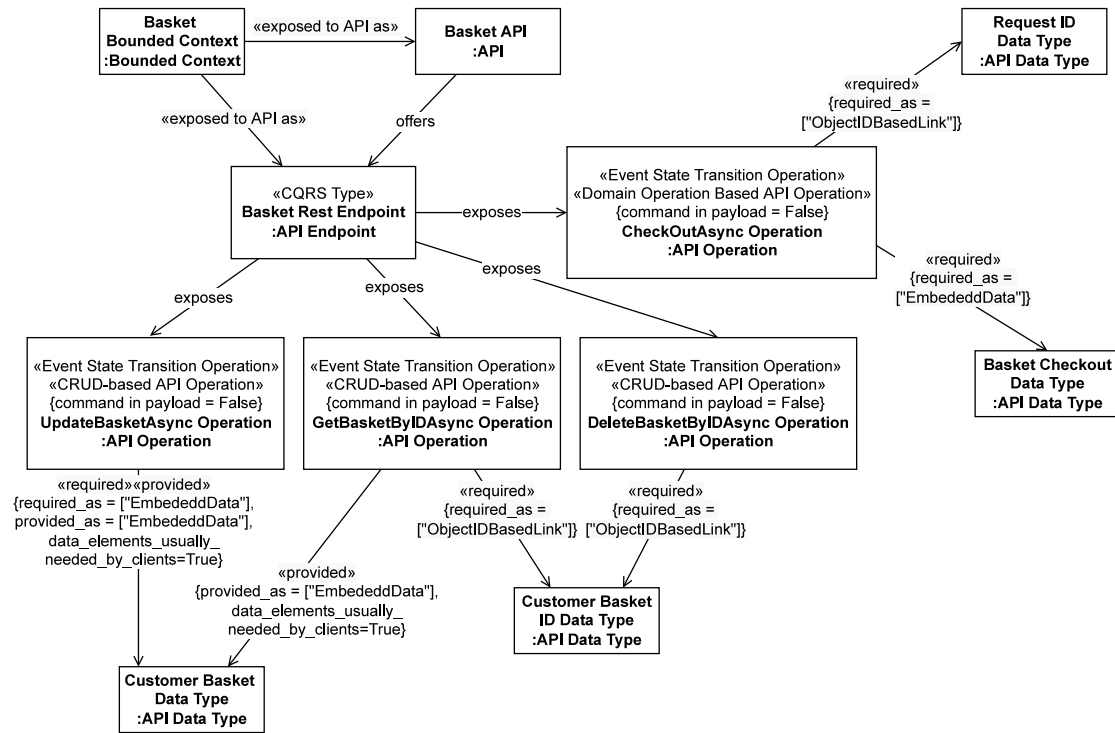 Basket
Bounded Context
:Bounded Context
«exposed to API as»
Basket API
:API
Request ID
Data Type
:API Data Type
«exposed to API as»
offers
«required»
{required_as =
["ObjectIDBasedLink"]}
«CQRS Type»
Basket Rest Endpoint
:API Endpoint
exposes
«Event State Transition Operation»
«Domain Operation Based API Operation»
{command in payload = False}
CheckOutAsync Operation
:API Operation
«required»
{required_as =
["EmbededdData"]}
exposes
exposes
exposes
«Event State Transition Operation»
«CRUD-based API Operation»
{command in payload = False}
UpdateBasketAsync Operation
:API Operation
«Event State Transition Operation»
«CRUD-based API Operation»
{command in payload = False}
GetBasketByIDAsync Operation
:API Operation
«Event State Transition Operation»
«CRUD-based API Operation»
{command in payload = False}
DeleteBasketByIDAsync Operation
:API Operation
Basket Checkout
Data Type
:API Data Type
«required»«provided»
{required_as = ["EmbededdData"],
provided_as = ["EmbededdData"],
data_elements_usually_
needed_by_clients=True}
«required»
{required_as =
["ObjectIDBasedLink"]}
«required»
{required_as =
["ObjectIDBasedLink"]}
«provided»
{provided_as = ["EmbededdData"],
data_elements_usually_
needed_by_clients=True}
Customer Basket
ID Data Type
:API Data Type
Customer Basket
Data Type
:API Data Type